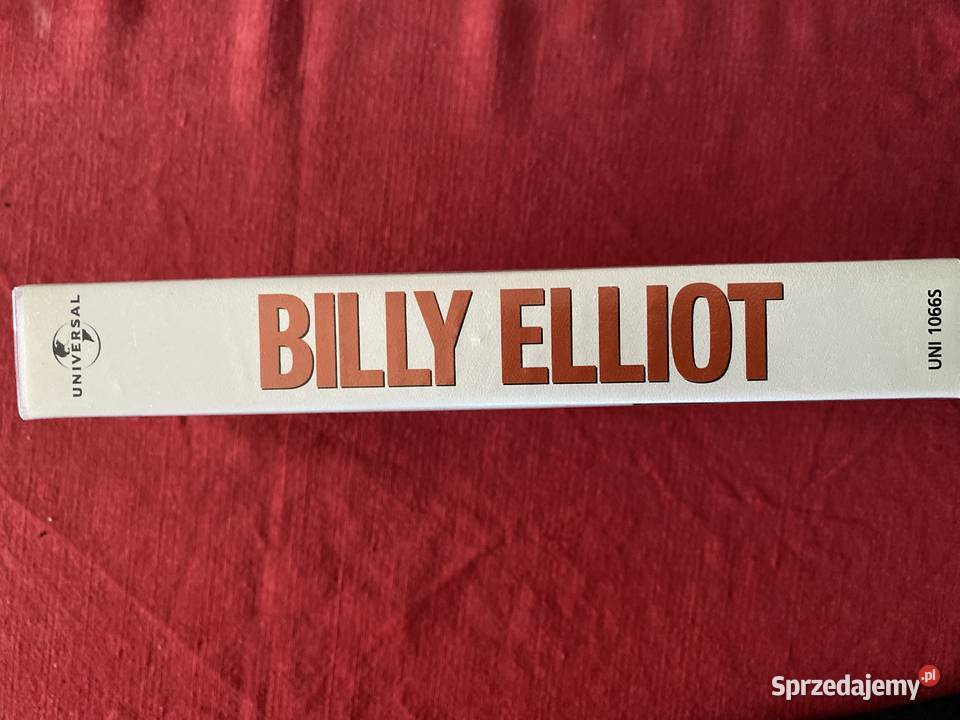 UNIVERSAL
BILLY ELLIOT
UNI 1066S
Sprzedajemy.pl